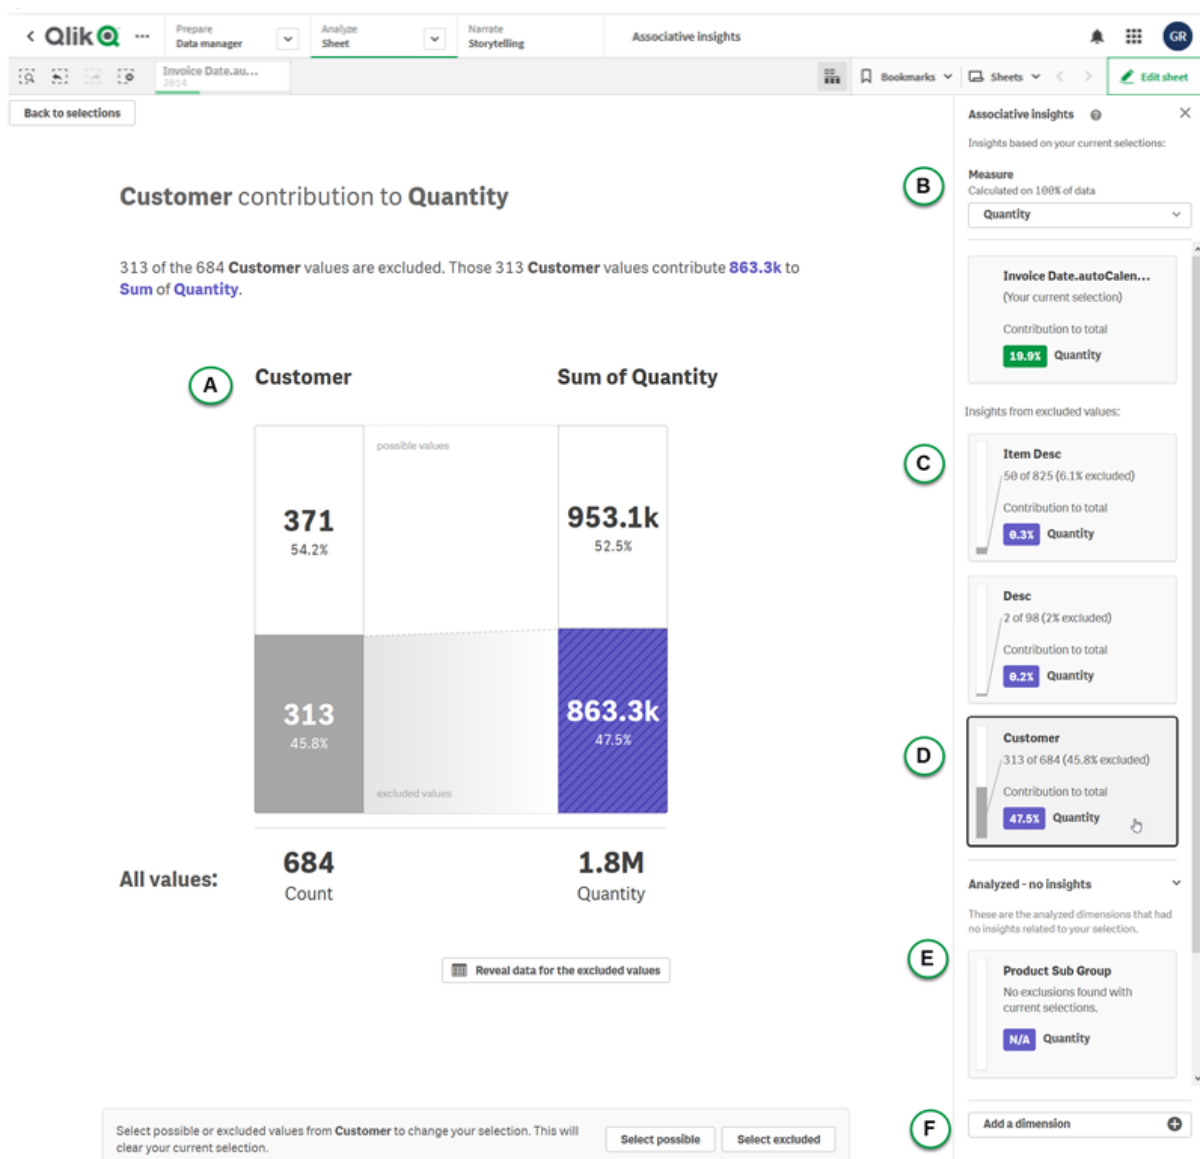 Qlik
Prepare
Data manager
Analyze
Sheet
Narrate
Storytelling
Associative insights
GR
Invoice Date.au...
2014
Bookmarks
Sheets
Edit sheet
Back to selections
Customer contribution to Quantity
313 of the 684 Customer values are excluded. Those 313 Customer values contribute 863.3k to
Sum of Quantity.
A
Customer
Sum of Quantity
possible values
371
54.2%
953.1k
52.5%
313
45.8%
863.3k
47.5%
excluded values
All values:
684
Count
1.8M
Quantity
Reveal data for the excluded values
Select possible or excluded values from Customer to change your selection. This will
clear your current selection.
Select possible
Select excluded
Associative insights
Insights based on your current selections:
B
Measure
Calculated on 100% of data
Quantity
Invoice Date.autoCalen...
(Your current selection)
Contribution to total
19.9% Quantity
Insights from excluded values:
C
Item Desc
50 of 825 (6.1% excluded)
Contribution to total
0.3% Quantity
Desc
2 of 98 (2% excluded)
Contribution to total
0.2% Quantity
D
Customer
313 of 684 (45.8% excluded)
Contribution to total
47.5% Quantity
Analyzed - no insights
These are the analyzed dimensions that had
no insights related to your selection.
E
Product Sub Group
No exclusions found with
current selections.
N/A Quantity
F
Add a dimension